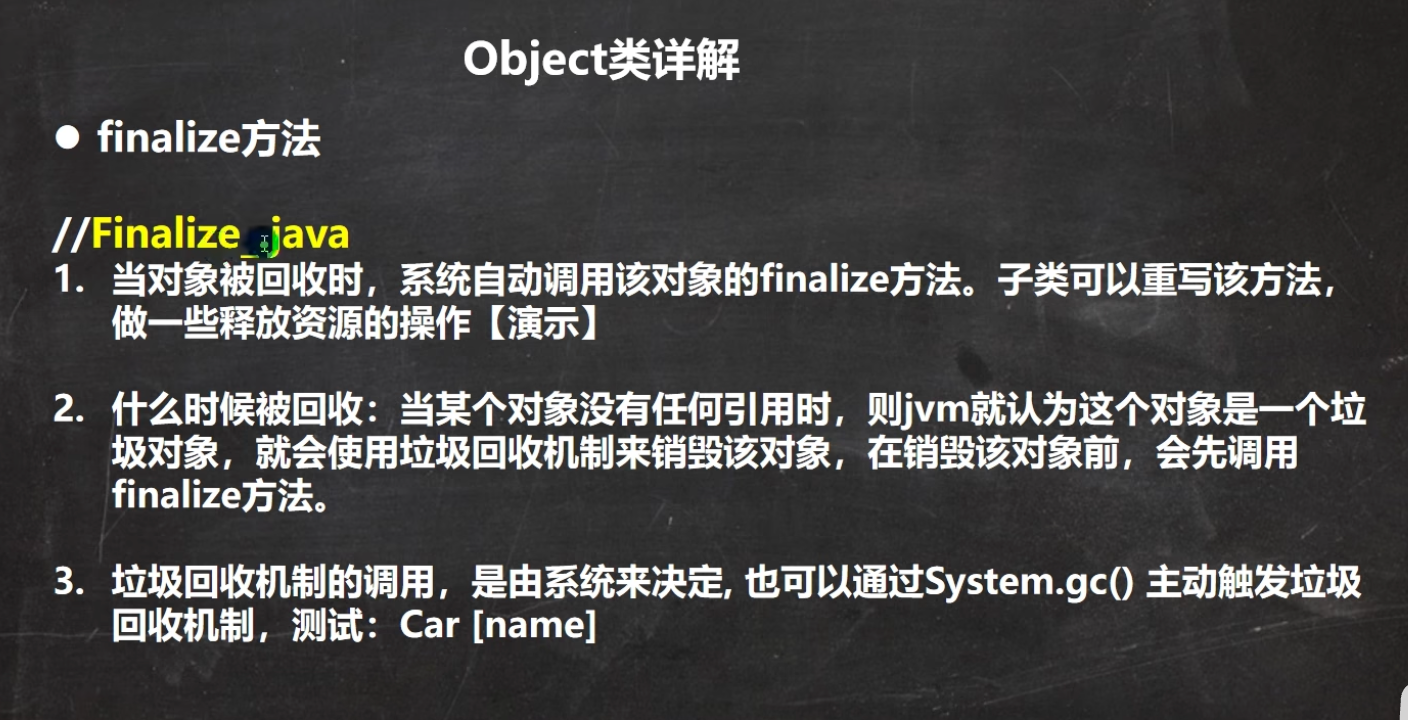 Object类详解
● finalize方法
//Finalize_.java
1. 当对象被回收时，系统自动调用该对象的finalize方法。子类可以重写该方法，
做一些释放资源的操作【演示】
2. 什么时候被回收：当某个对象没有任何引用时，则jvm就认为这个对象是一个垃
圾对象，就会使用垃圾回收机制来销毁该对象，在销毁该对象前，会先调用
finalize方法。
3. 垃圾回收机制的调用，是由系统来决定, 也可以通过System.gc() 主动触发垃圾
回收机制，测试：Car [name]